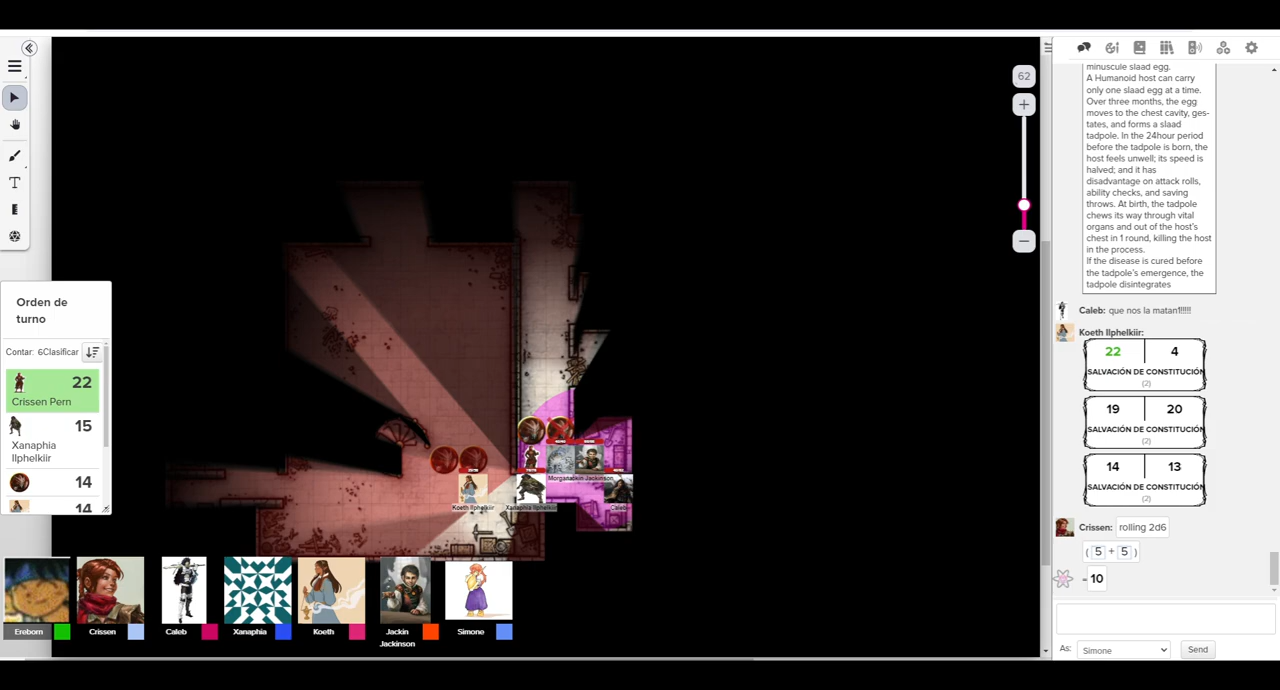 62
minuscule slaad egg.
A Humanoid host can carry
only one slaad egg at a time.
Over three months, the egg
moves to the chest cavity, ges-
tates, and forms a slaad
tadpole. In the 24hour period
before the tadpole is born, the
host feels unwell; its speed is
halved; and it has
disadvantage on attack rolls,
ability checks, and saving
throws. At birth, the tadpole
chews its way through vital
organs and out of the host's
chest in 1 round, killing the host
in the process.
If the disease is cured before
the tadpole's emergence, the
tadpole disintegrates
Caleb: que nos la matan1!!!!!
Koeth Ilphelkiir:
22 4
SALVACIÓN DE CONSTITUCIÓN
(2)
19 20
SALVACIÓN DE CONSTITUCIÓN
(2)
14 13
SALVACIÓN DE CONSTITUCIÓN
(2)
Crissen: rolling 2d6
( 5 + 5 )
= 10
As: Simone Send
Orden de
turno
Contar: 6Clasificar
22
Crissen Pern
15
Xanaphia
Ilphelkiir
14
14
Koeth Ilphelkiir
Xanaphia Ilphelkiir
Jackinson
Caleb
Ereborn
Crissen
Caleb
Xanaphia
Koeth
Jackin
Jackinson
Simone